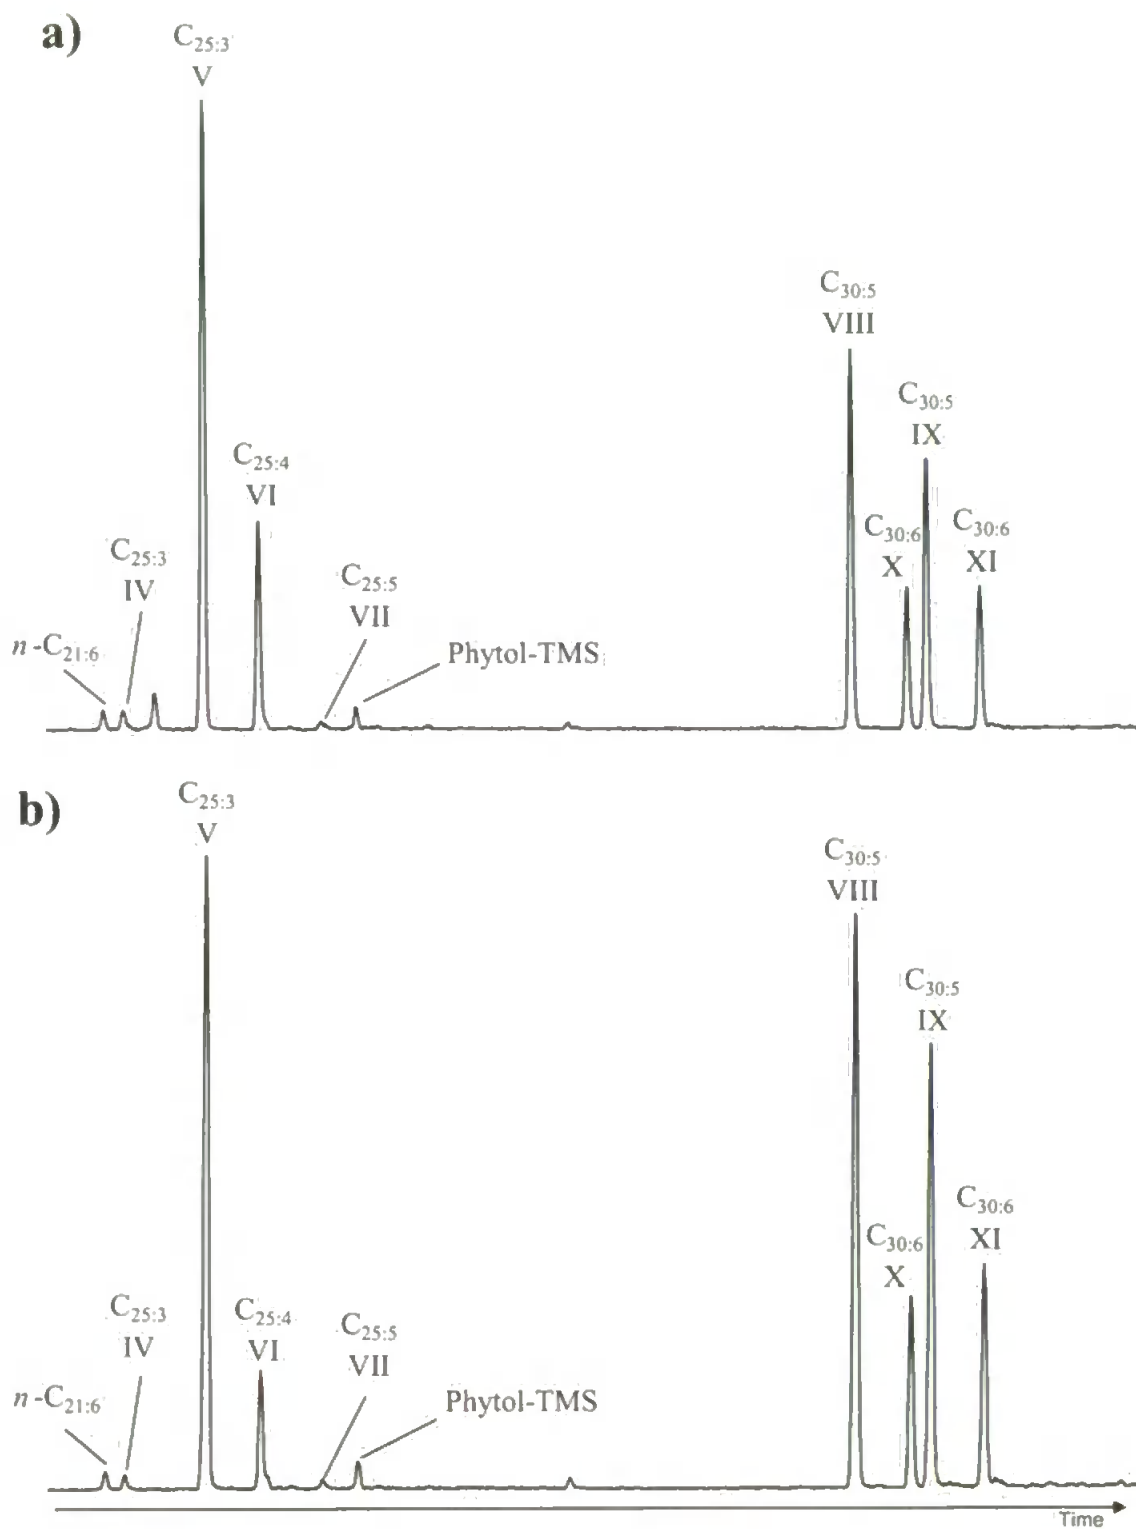 a)
C25:3
V
C30:5
VIII
C30:5
IX
C25:4
VI
C30:6
X
C30:6
XI
C25:3
IV
C25:5
VII
n-C21:6
Phytol-TMS
b)
C25:3
V
C30:5
VIII
C30:5
IX
C30:6
XI
C30:6
X
C25:3
IV
C25:4
VI
C25:5
VII
n-C21:6
Phytol-TMS
Time